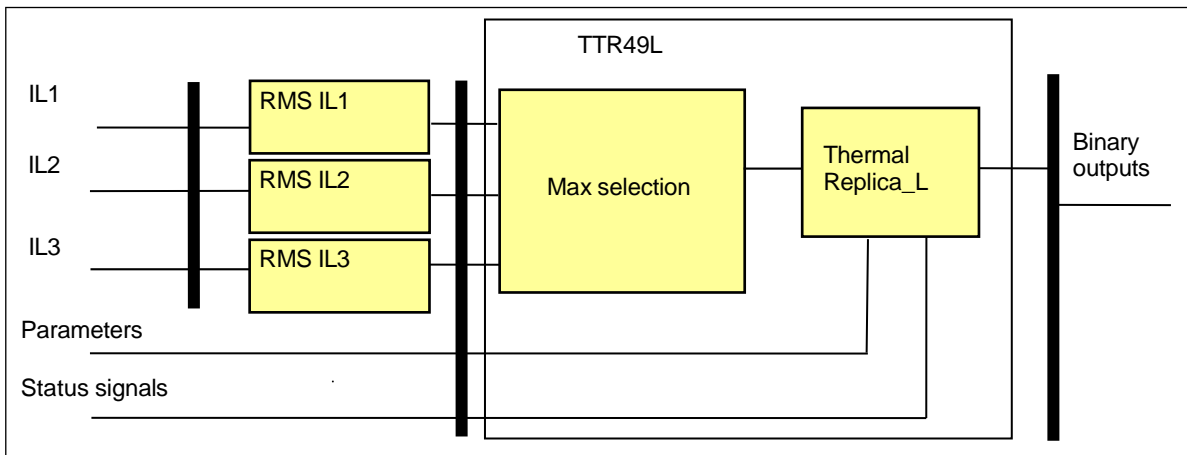 TTR49L
IL1
RMS IL1
IL2
RMS IL2
IL3
RMS IL3
Max selection
Thermal
Replica_L
Binary
outputs
Parameters
Status signals